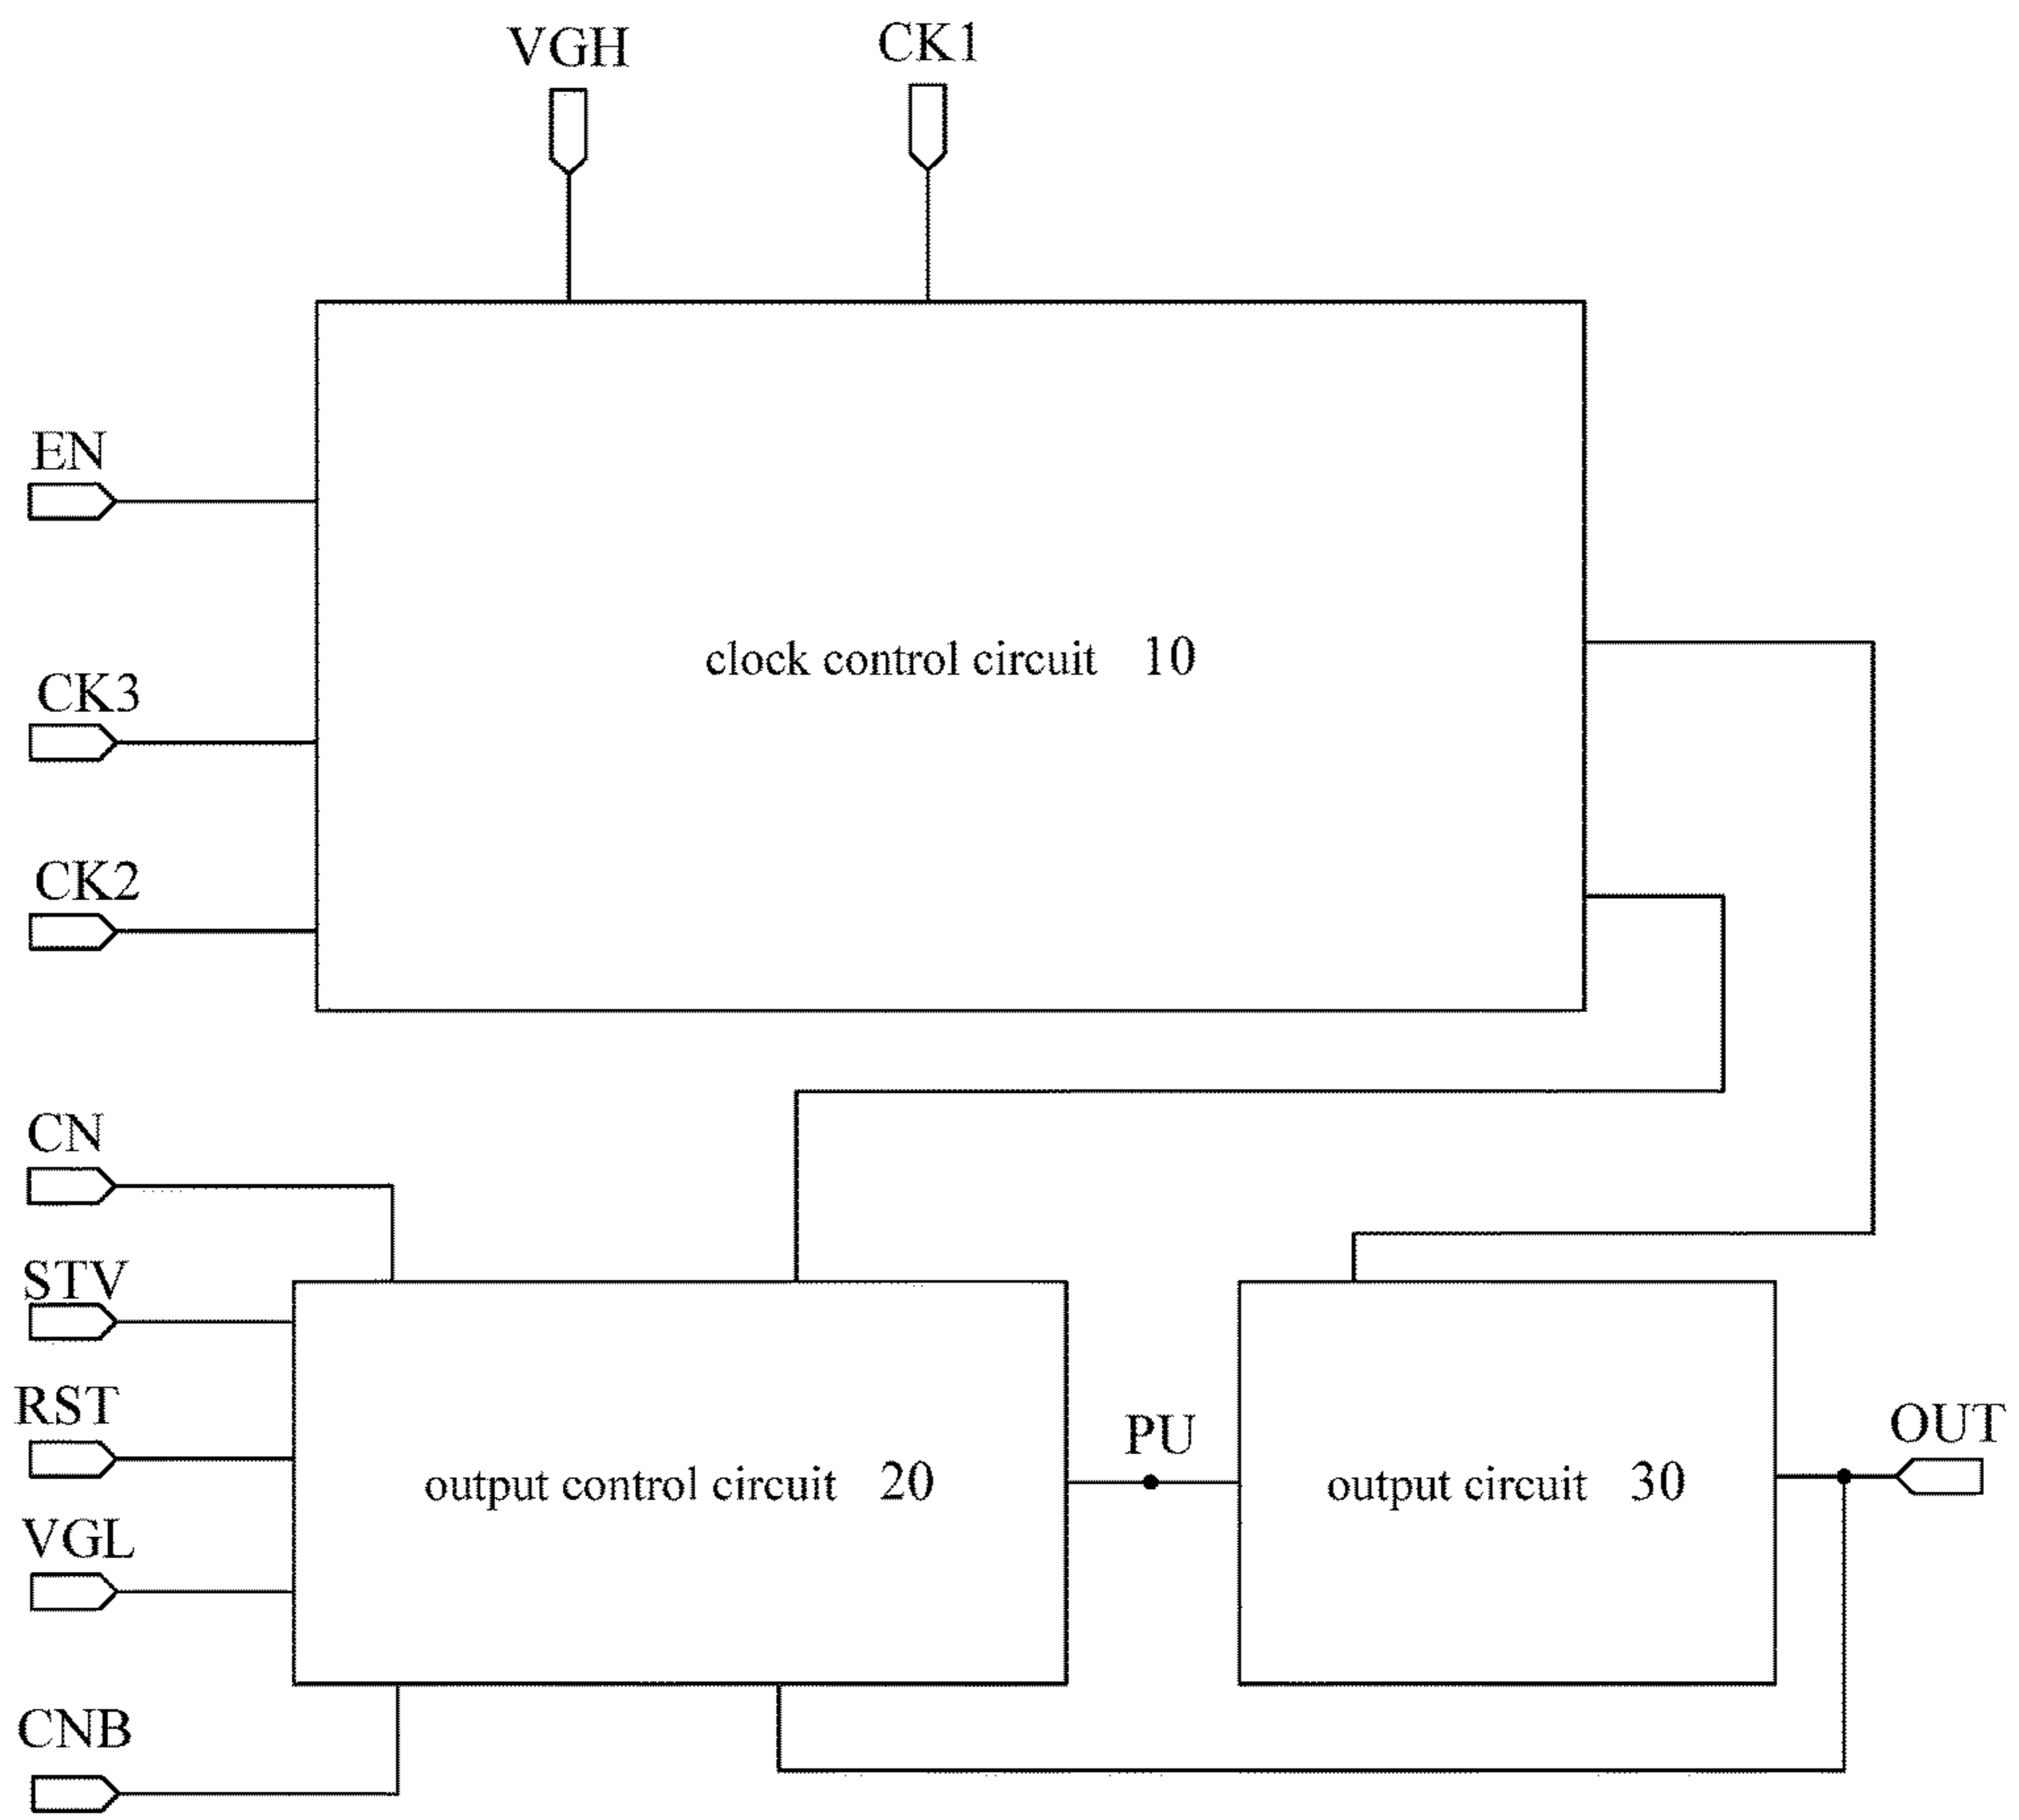 VGH
CK1
EN
clock control circuit 10
CK3
CK2
CN
STV
RST
PU
OUT
output control circuit 20
output circuit 30
VGL
CNB